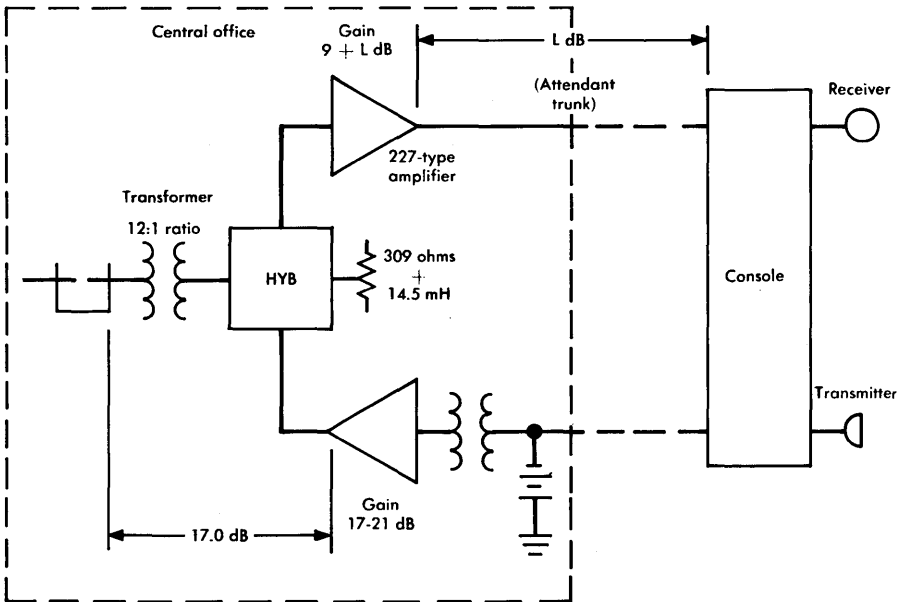 Central office
Gain
9 + L dB
L dB
(Attendant
trunk)
Receiver
227-type
amplifier
Transformer
12:1 ratio
HYB
309 ohms
+
14.5 mH
Console
Transmitter
Gain
17-21 dB
17.0 dB